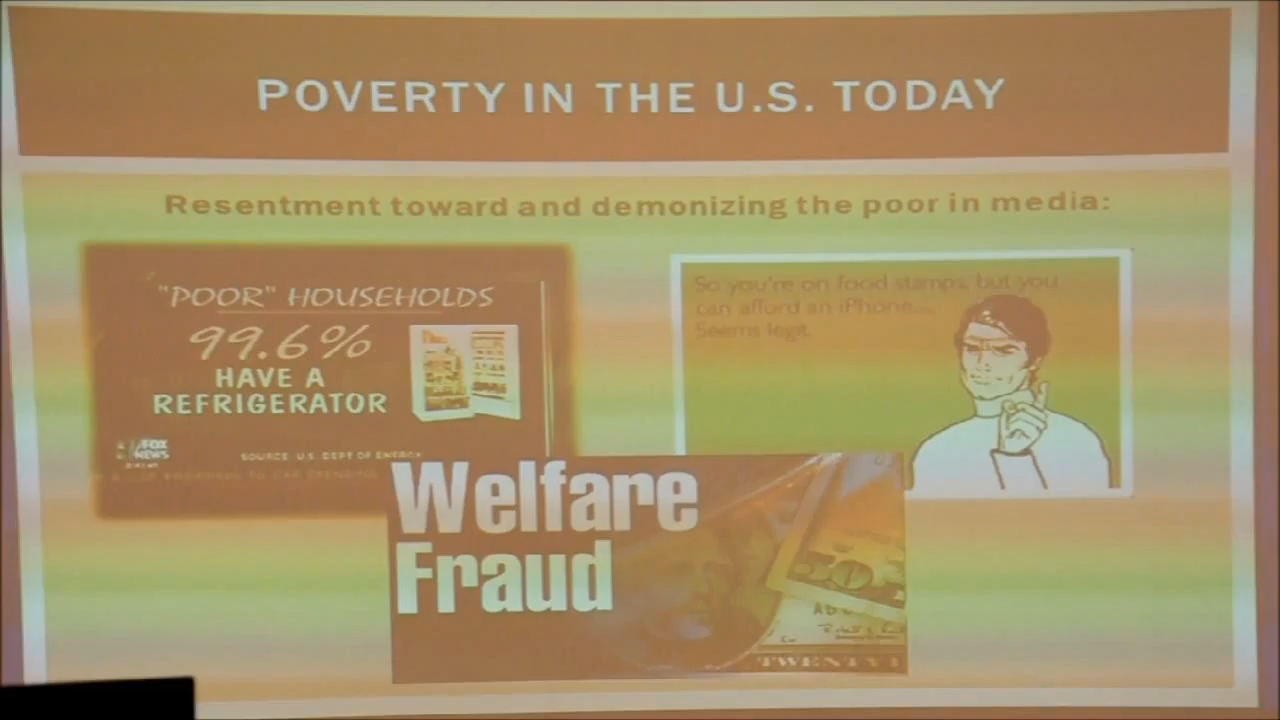 POVERTY IN THE U.S. TODAY
Resentment toward and demonizing the poor in media:
"POOR" HOUSEHOLDS
99.6%
HAVE A
REFRIGERATOR
FOX
NEWS
SOURCE: U.S. DEPT OF ENERGY
So you're on food stamps, but you
can afford an iPhone...
Seems legit.
Welfare
Fraud
50
TWENTY